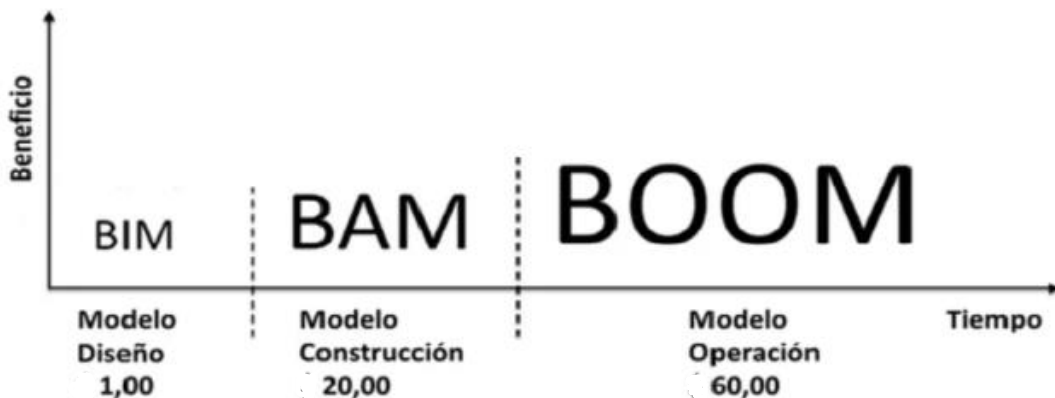 Beneficio
BIM
BAM
BOOM
Modelo
Diseño
1,00
Modelo
Construcción
20,00
Modelo
Operación
60,00
Tiempo